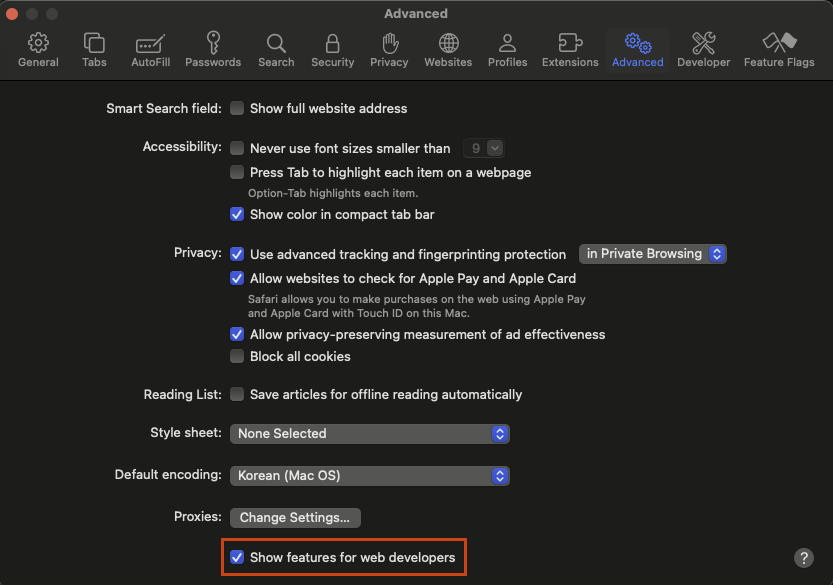 Advanced
General Tabs AutoFill Passwords Search Security Privacy Websites Profiles Extensions Advanced Developer Feature Flags
Smart Search field: Show full website address
Accessibility: Never use font sizes smaller than 9
Press Tab to highlight each item on a webpage
Option-Tab highlights each item.
Show color in compact tab bar
Privacy: Use advanced tracking and fingerprinting protection in Private Browsing
Allow websites to check for Apple Pay and Apple Card
Safari allows you to make purchases on the web using Apple Pay
and Apple Card with Touch ID on this Mac.
Allow privacy-preserving measurement of ad effectiveness
Block all cookies
Reading List: Save articles for offline reading automatically
Style sheet: None Selected
Default encoding: Korean (Mac OS)
Proxies: Change Settings...
Show features for web developers
?